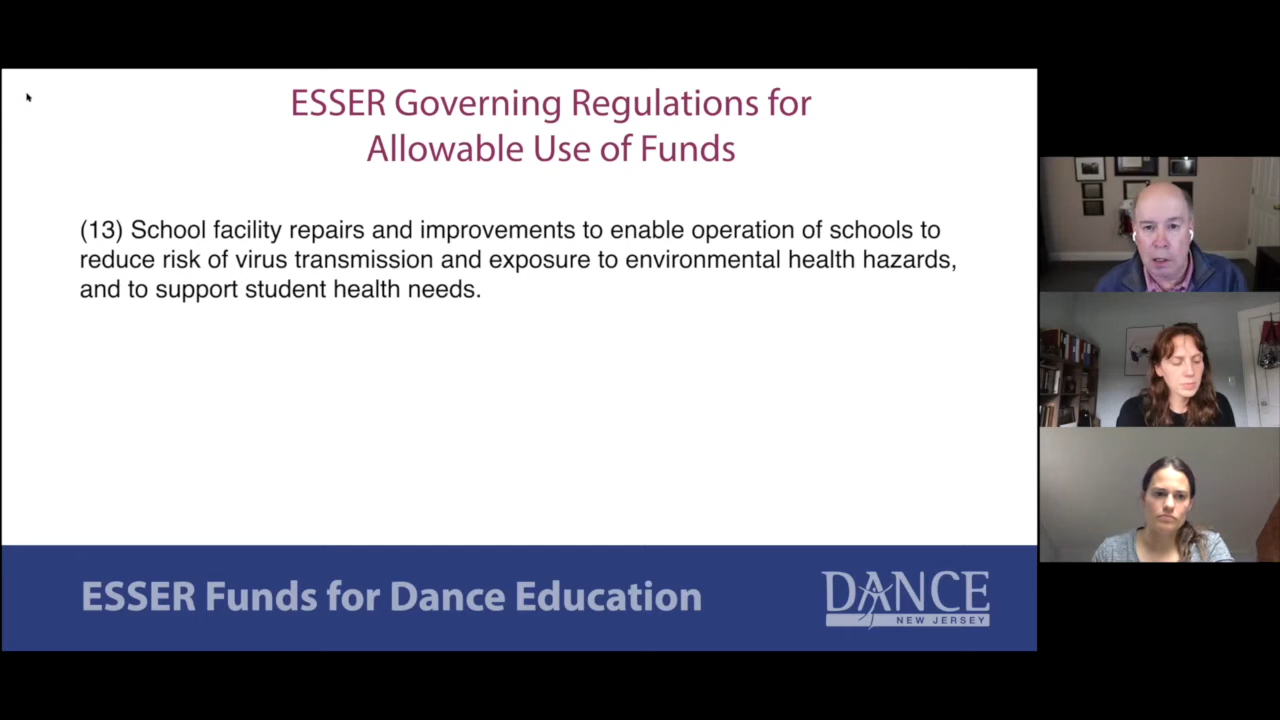 ESSER Governing Regulations for
Allowable Use of Funds
(13) School facility repairs and improvements to enable operation of schools to
reduce risk of virus transmission and exposure to environmental health hazards,
and to support student health needs.
ESSER Funds for Dance Education
DANCE
NEW JERSEY